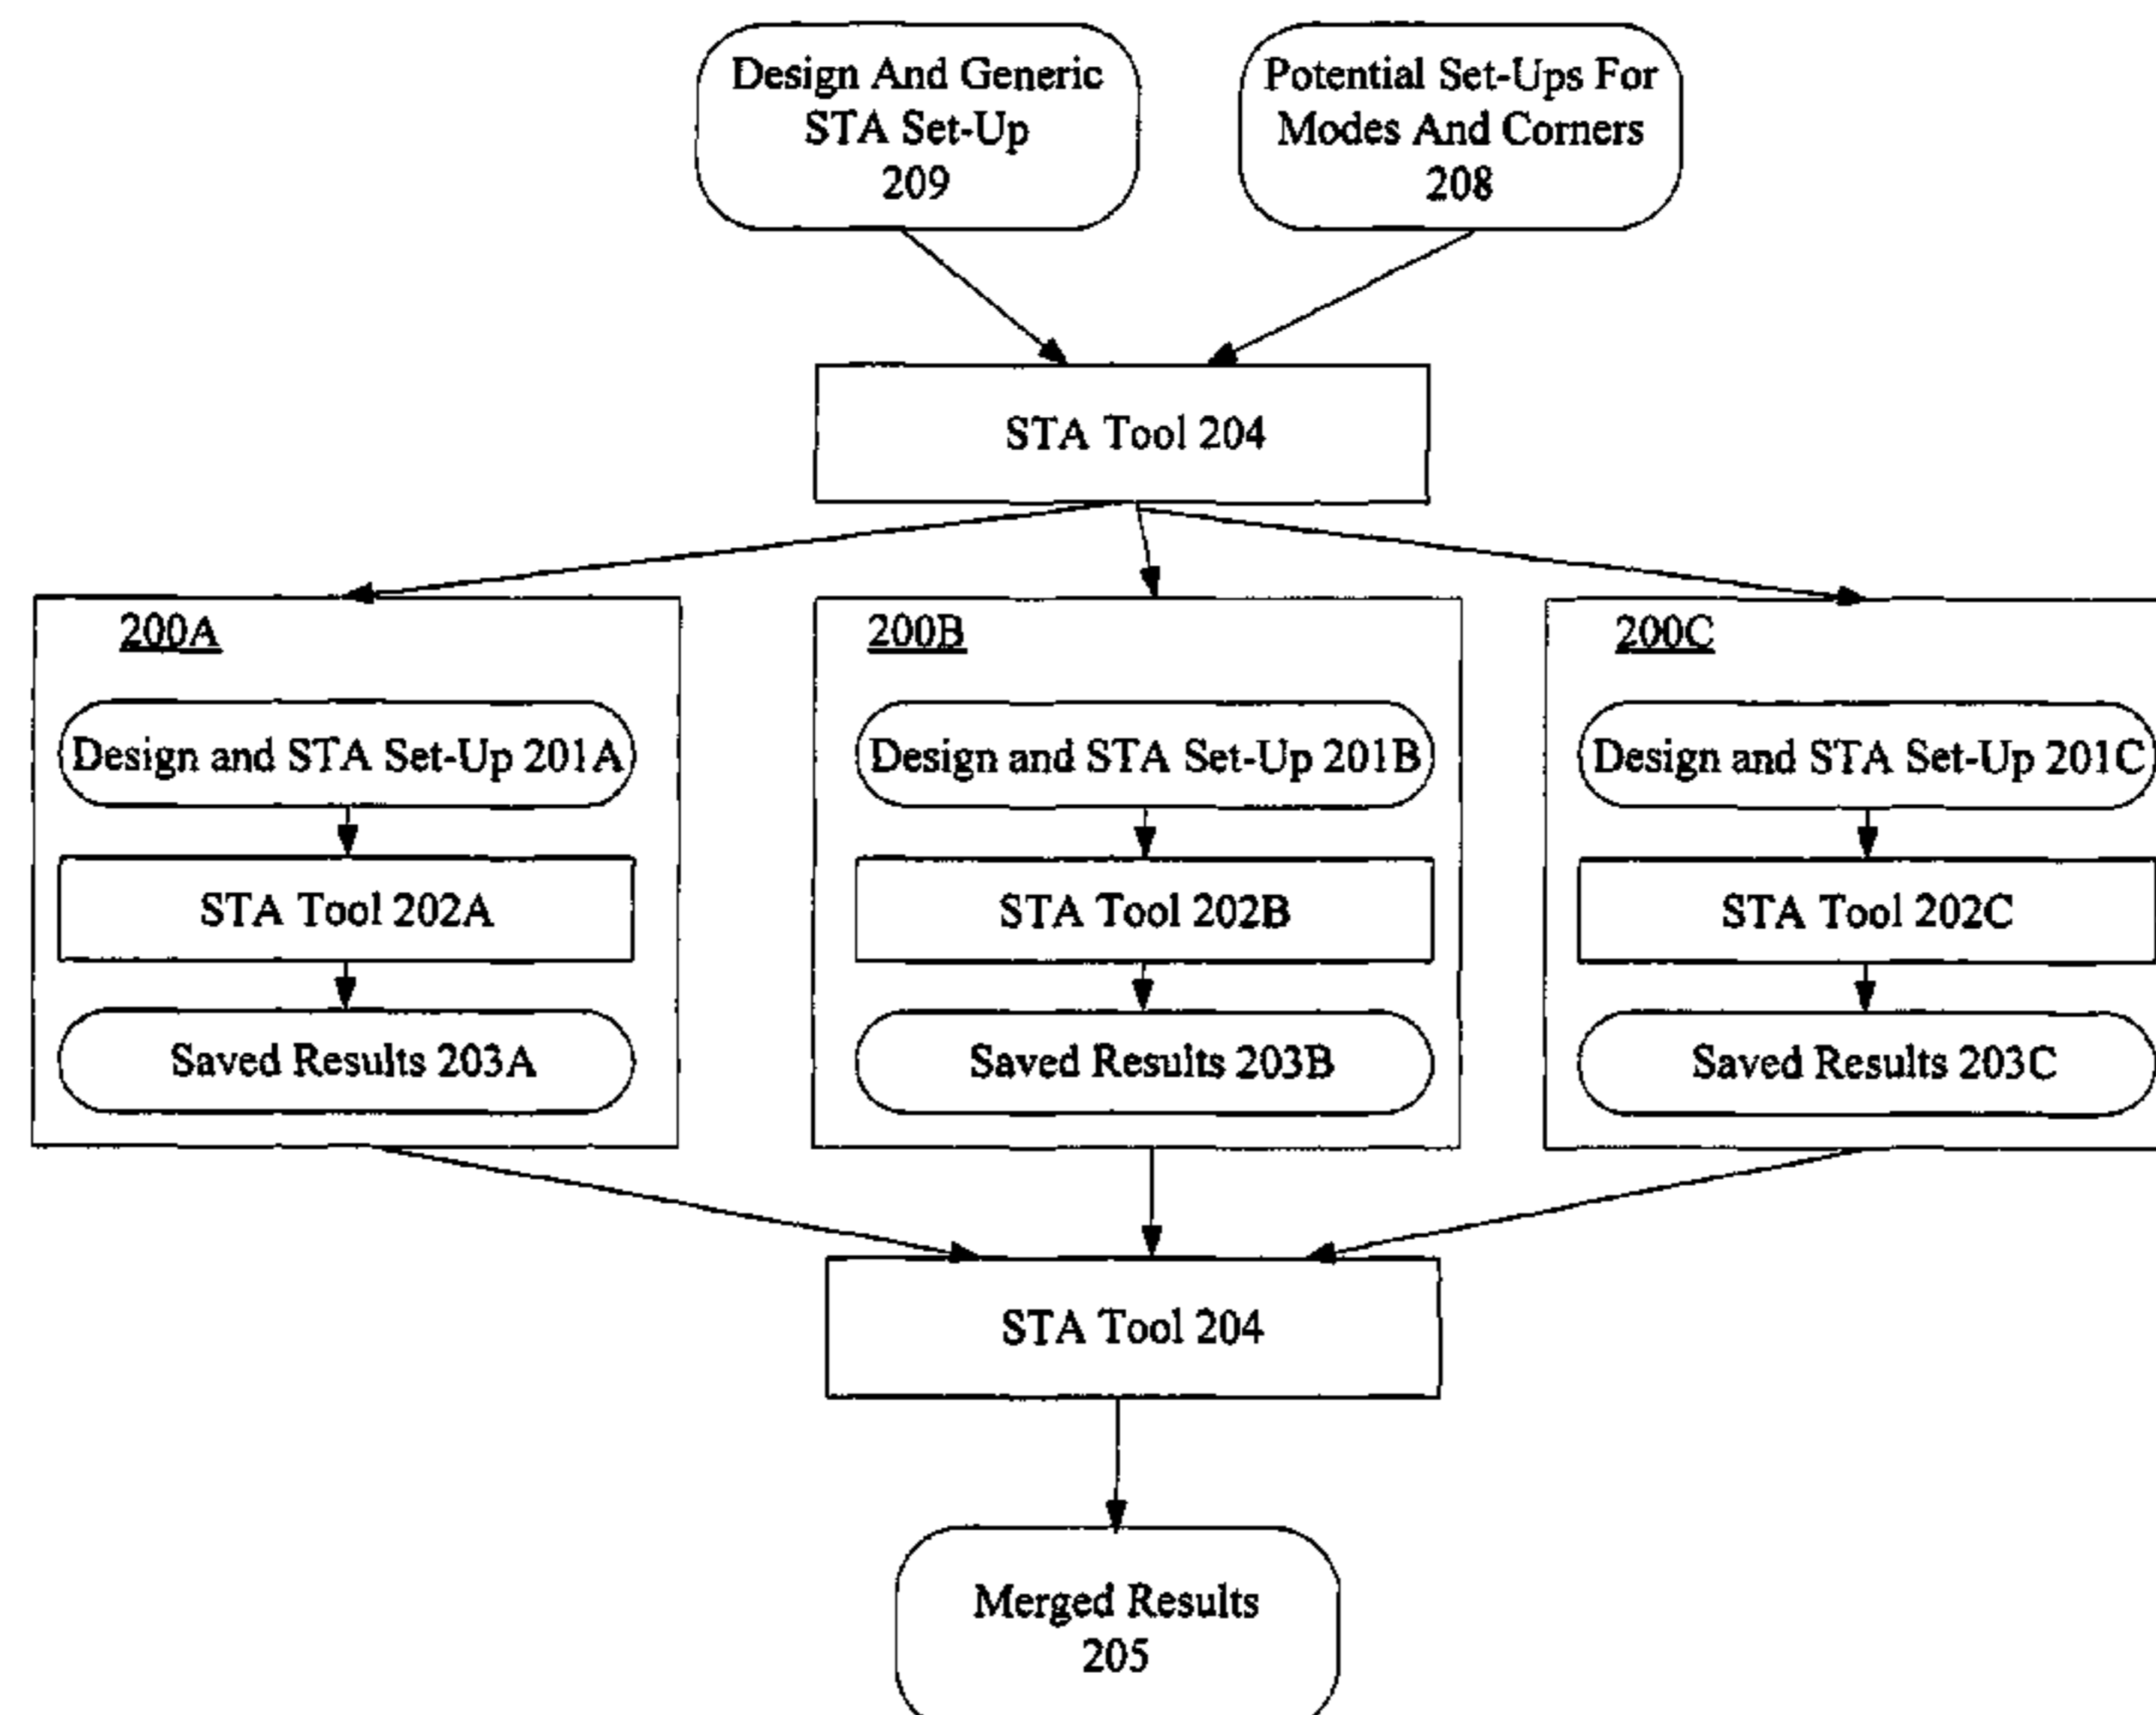 Design And Generic
STA Set-Up
209
Potential Set-Ups For
Modes And Corners
208
STA Tool 204
200A
Design and STA Set-Up 201A
STA Tool 202A
Saved Results 203A
200B
Design and STA Set-Up 201B
STA Tool 202B
Saved Results 203B
200C
Design and STA Set-Up 201C
STA Tool 202C
Saved Results 203C
STA Tool 204
Merged Results
205